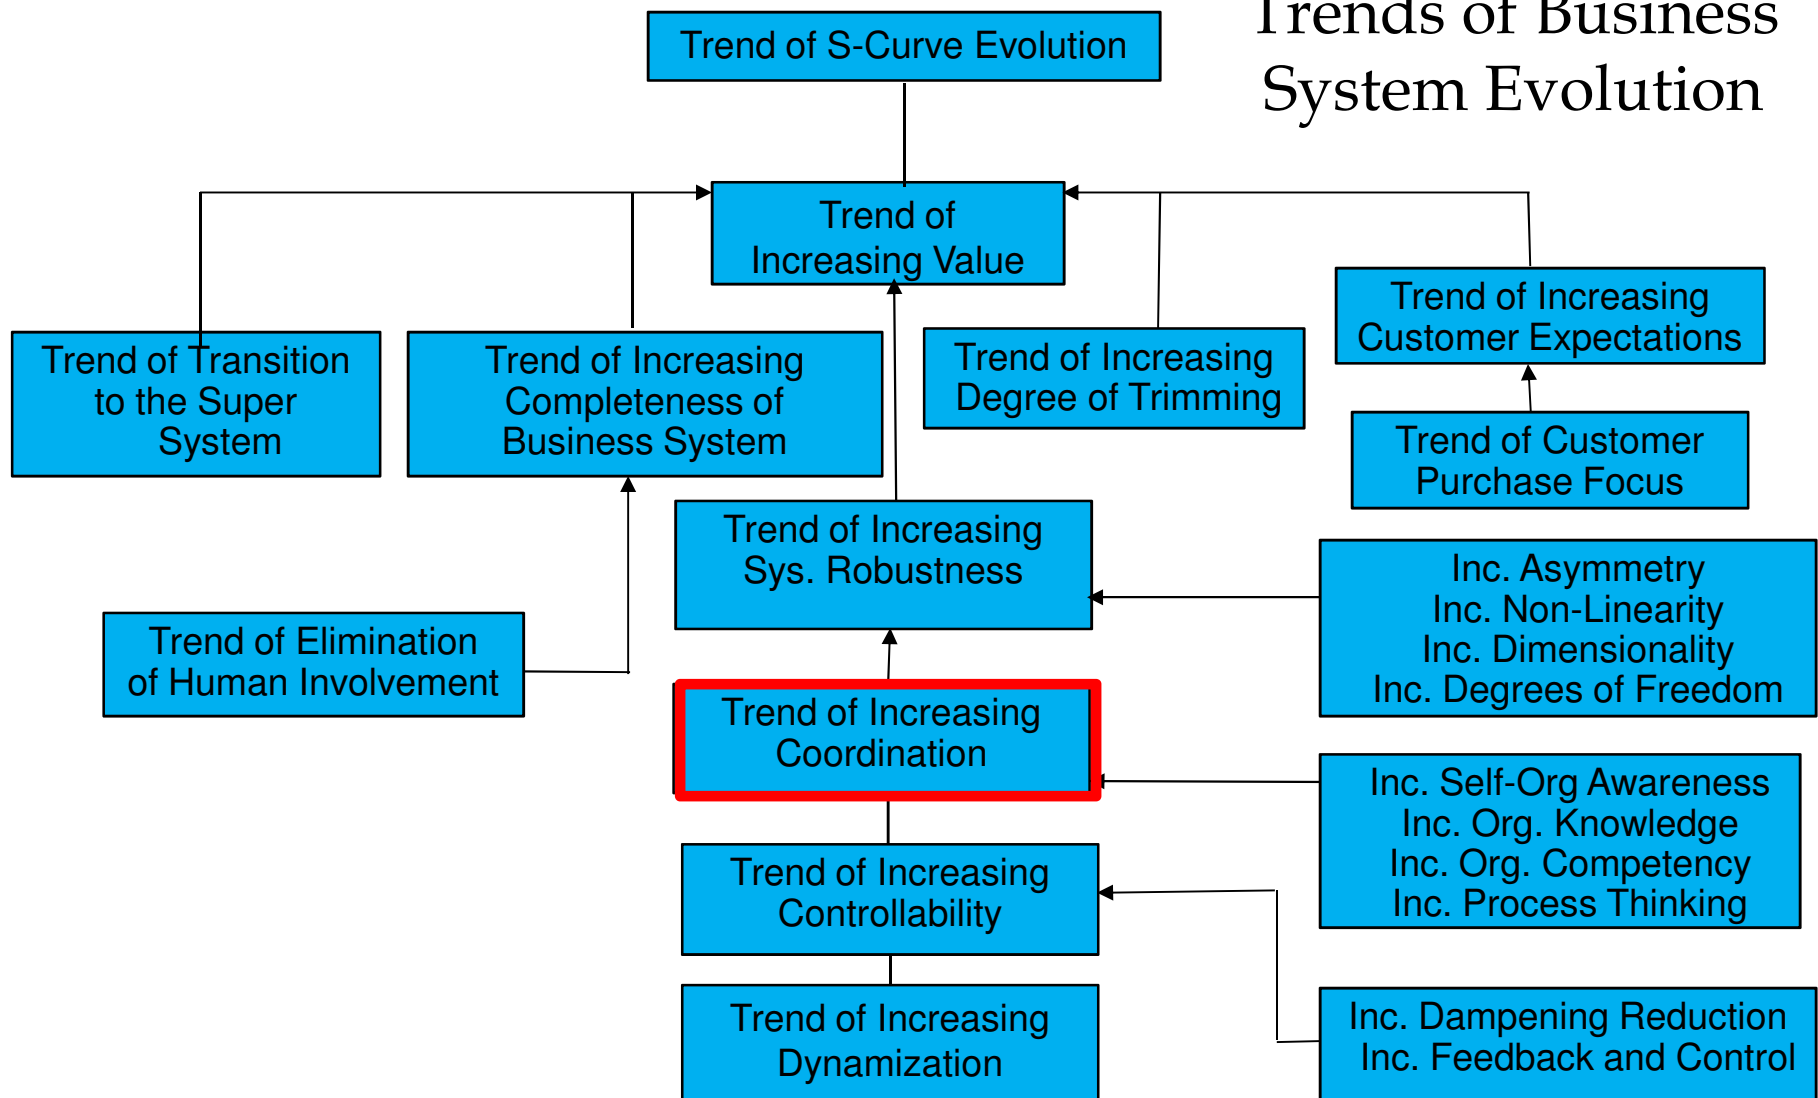 Trends of Business
System Evolution
Trend of S-Curve Evolution
Trend of
Increasing Value
Trend of Transition
to the Super
System
Trend of Increasing
Completeness of
Business System
Trend of Increasing
Degree of Trimming
Trend of Increasing
Customer Expectations
Trend of Customer
Purchase Focus
Trend of Increasing
Sys. Robustness
Trend of Elimination
of Human Involvement
Inc. Asymmetry
Inc. Non-Linearity
Inc. Dimensionality
Inc. Degrees of Freedom
Trend of Increasing
Coordination
Inc. Self-Org Awareness
Inc. Org. Knowledge
Inc. Org. Competency
Inc. Process Thinking
Trend of Increasing
Controllability
Trend of Increasing
Dynamization
Inc. Dampening Reduction
Inc. Feedback and Control